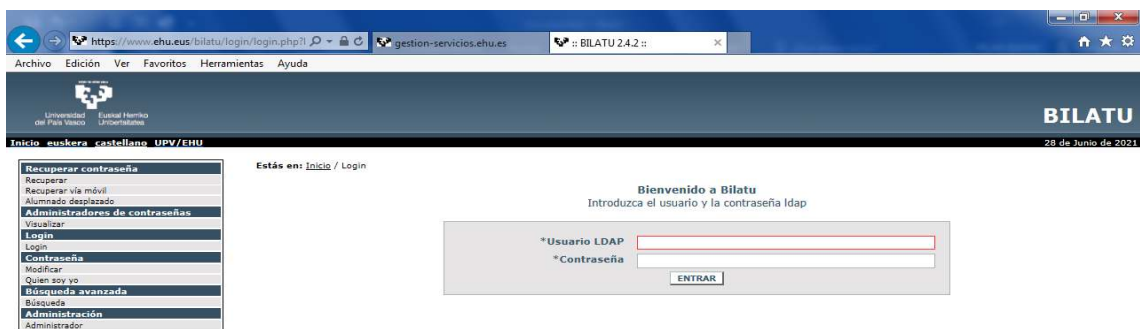 https://www.ehu.eus/bilatu/login/login.php?l
gestion-servicios.ehu.es
:: BILATU 2.4.2 ::
Archivo Edición Ver Favoritos Herramientas Ayuda
Universidad del País Vasco
Euskal Herriko Unibertsitatea
BILATU
Inicio euskera castellano UPV/EHU
28 de Junio de 2021
Recuperar contraseña
Recuperar
Recuperar vía móvil
Alumnado desplazado
Administradores de contraseñas
Visualizar
Login
Login
Contraseña
Modificar
Quien soy yo
Búsqueda avanzada
Búsqueda
Administración
Administrador
Estás en: Inicio / Login
Bienvenido a Bilatu
Introduzca el usuario y la contraseña ldap
*Usuario LDAP
*Contraseña
ENTRAR